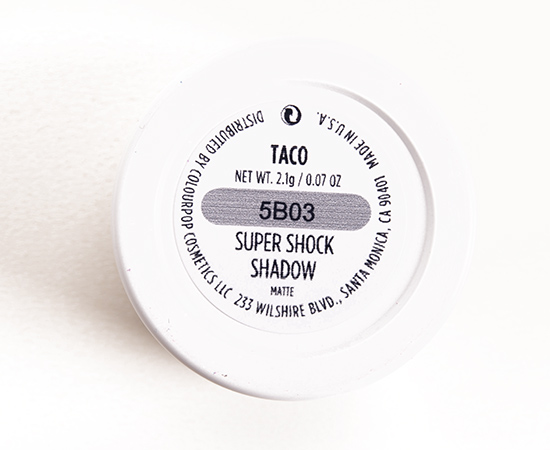 TACO
NET WT. 2.1g / 0.07 OZ
5B03
SUPER SHOCK
SHADOW
MATTE
DISTRIBUTED BY COLOURPOP COSMETICS LLC 233 WILSHIRE BLVD., SANTA MONICA, CA 90401 MADE IN U.S.A.